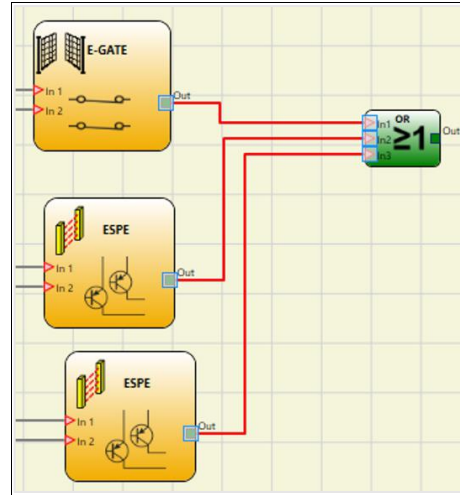 E-GATE
In 1
In 2
Out
OR
In1
In2
In3
≥1
Out
ESPE
In 1
In 2
Out
ESPE
In 1
In 2
Out